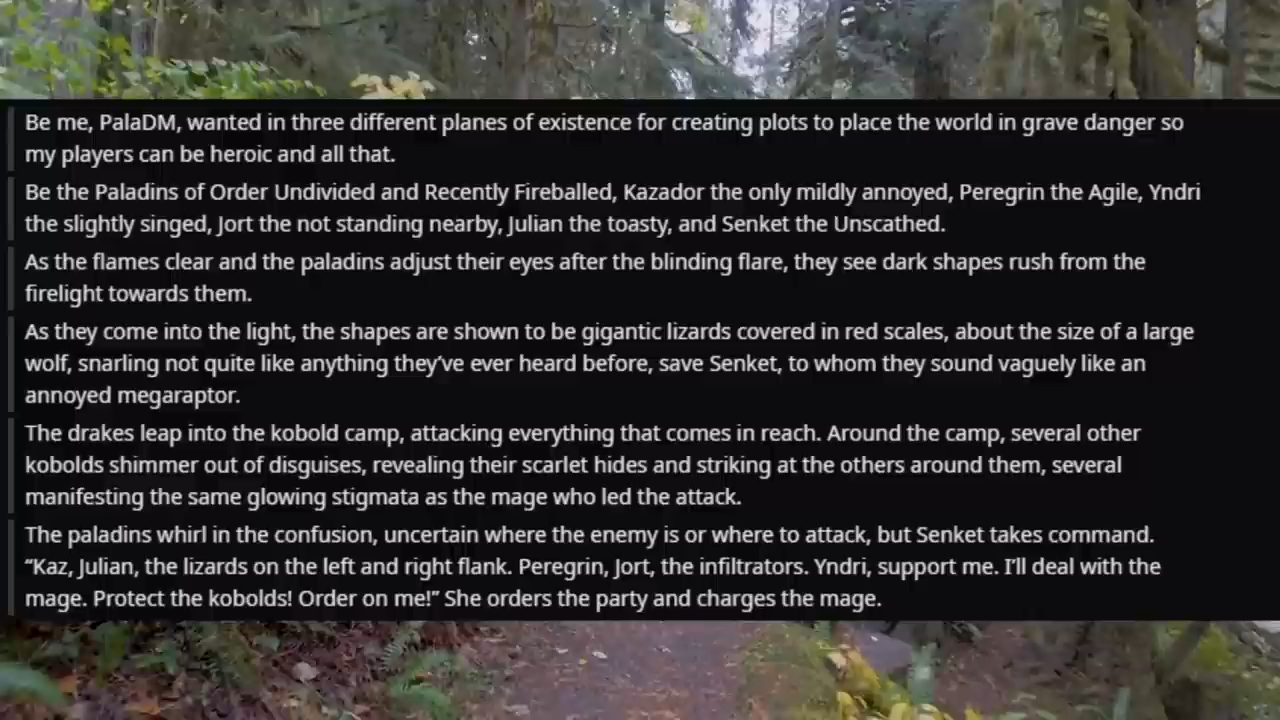 Be me, PalaDM, wanted in three different planes of existence for creating plots to place the world in grave danger so
my players can be heroic and all that.
Be the Paladins of Order Undivided and Recently Fireballed, Kazador the only mildly annoyed, Peregrin the Agile, Yndri
the slightly singed, Jort the not standing nearby, Julian the toasty, and Senket the Unscathed.
As the flames clear and the paladins adjust their eyes after the blinding flare, they see dark shapes rush from the
firelight towards them.
As they come into the light, the shapes are shown to be gigantic lizards covered in red scales, about the size of a large
wolf, snarling not quite like anything they’ve ever heard before, save Senket, to whom they sound vaguely like an
annoyed megaraptor.
The drakes leap into the kobold camp, attacking everything that comes in reach. Around the camp, several other
kobolds shimmer out of disguises, revealing their scarlet hides and striking at the others around them, several
manifesting the same glowing stigmata as the mage who led the attack.
The paladins whirl in the confusion, uncertain where the enemy is or where to attack, but Senket takes command.
“Kaz, Julian, the lizards on the left and right flank. Peregrin, Jort, the infiltrators. Yndri, support me. I’ll deal with the
mage. Protect the kobolds! Order on me!” She orders the party and charges the mage.